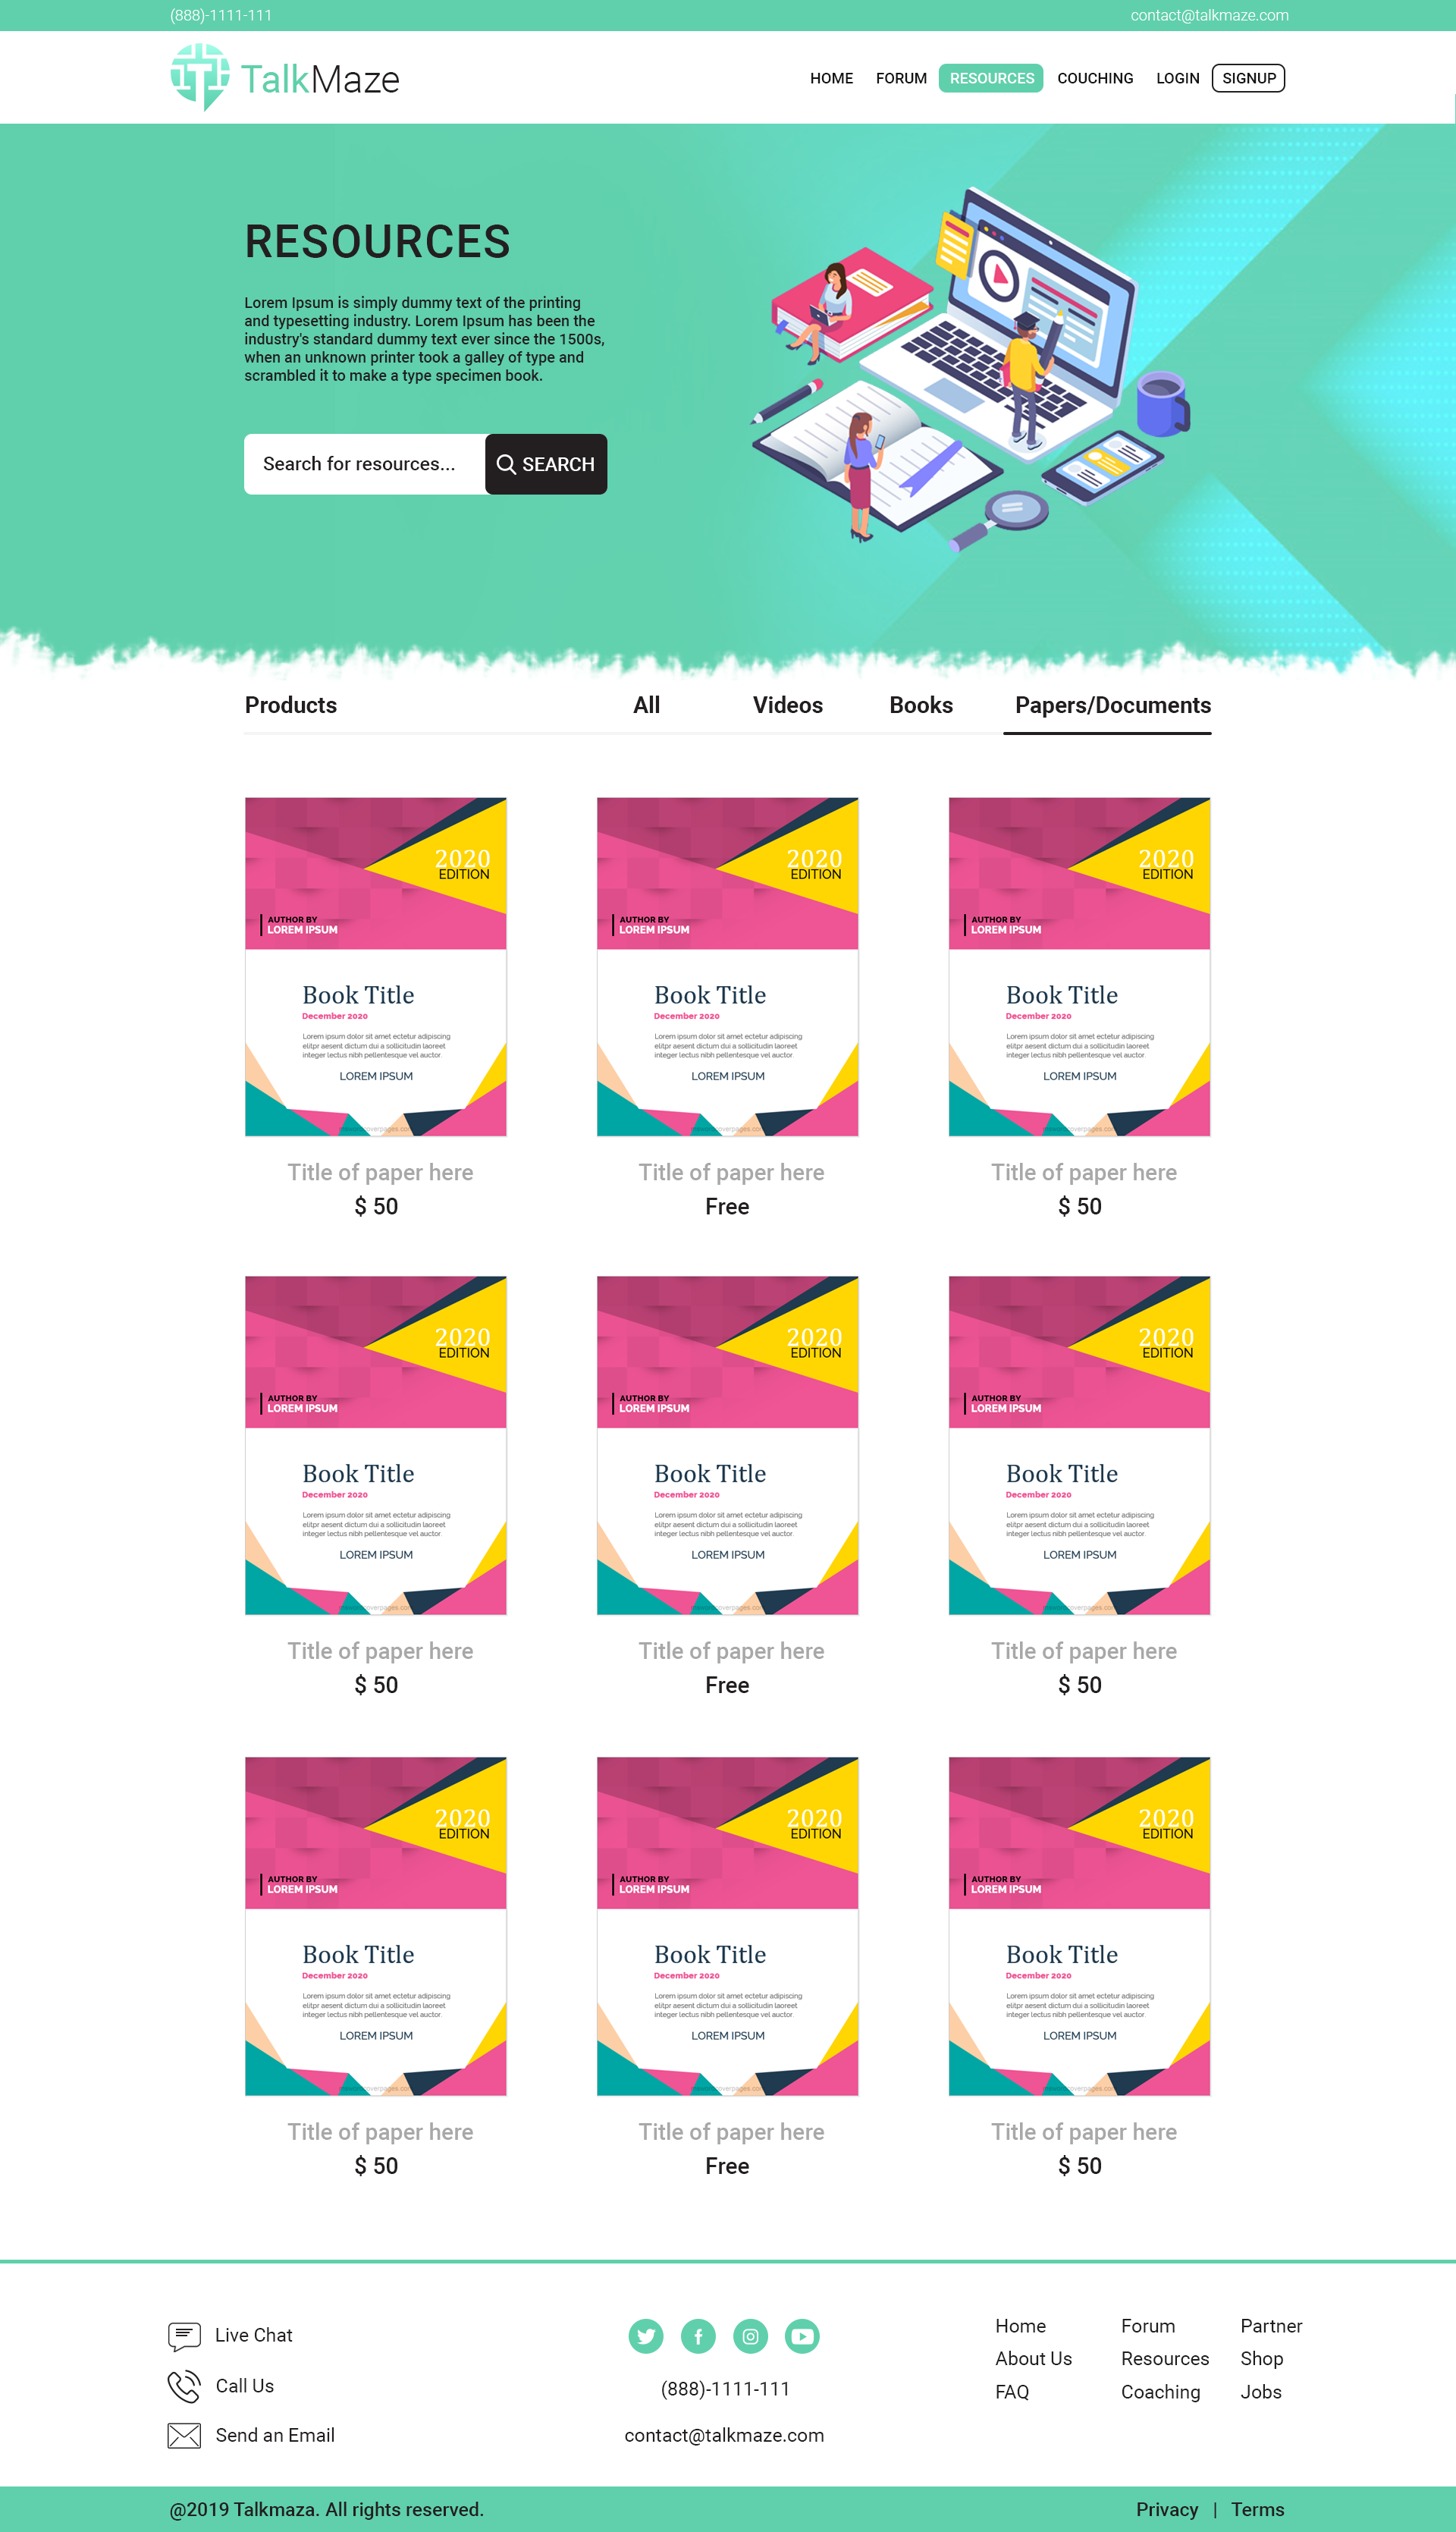 (888)-1111-111
contact@talkmaze.com
TalkMaze
HOME FORUM RESOURCES COUCHING LOGIN SIGNUP
RESOURCES
Lorem Ipsum is simply dummy text of the printing
and typesetting industry. Lorem Ipsum has been the
industry's standard dummy text ever since the 1500s,
when an unknown printer took a galley of type and
scrambled it to make a type specimen book.
Search for resources...
SEARCH
Products All Videos Books Papers/Documents
2020
EDITION
AUTHOR BY
LOREM IPSUM
Book Title
December 2020
Lorem ipsum dolor sit amet ectetur adipiscing
elitpr aesent dictum dui a sollicitudin laoreet
integer lectus nibh pellentesque vel auctor.
LOREM IPSUM
Title of paper here
$ 50
2020
EDITION
AUTHOR BY
LOREM IPSUM
Book Title
December 2020
Lorem ipsum dolor sit amet ectetur adipiscing
elitpr aesent dictum dui a sollicitudin laoreet
integer lectus nibh pellentesque vel auctor.
LOREM IPSUM
Title of paper here
Free
2020
EDITION
AUTHOR BY
LOREM IPSUM
Book Title
December 2020
Lorem ipsum dolor sit amet ectetur adipiscing
elitpr aesent dictum dui a sollicitudin laoreet
integer lectus nibh pellentesque vel auctor.
LOREM IPSUM
Title of paper here
$ 50
2020
EDITION
AUTHOR BY
LOREM IPSUM
Book Title
December 2020
Lorem ipsum dolor sit amet ectetur adipiscing
elitpr aesent dictum dui a sollicitudin laoreet
integer lectus nibh pellentesque vel auctor.
LOREM IPSUM
Title of paper here
$ 50
2020
EDITION
AUTHOR BY
LOREM IPSUM
Book Title
December 2020
Lorem ipsum dolor sit amet ectetur adipiscing
elitpr aesent dictum dui a sollicitudin laoreet
integer lectus nibh pellentesque vel auctor.
LOREM IPSUM
Title of paper here
Free
2020
EDITION
AUTHOR BY
LOREM IPSUM
Book Title
December 2020
Lorem ipsum dolor sit amet ectetur adipiscing
elitpr aesent dictum dui a sollicitudin laoreet
integer lectus nibh pellentesque vel auctor.
LOREM IPSUM
Title of paper here
$ 50
2020
EDITION
AUTHOR BY
LOREM IPSUM
Book Title
December 2020
Lorem ipsum dolor sit amet ectetur adipiscing
elitpr aesent dictum dui a sollicitudin laoreet
integer lectus nibh pellentesque vel auctor.
LOREM IPSUM
Title of paper here
$ 50
2020
EDITION
AUTHOR BY
LOREM IPSUM
Book Title
December 2020
Lorem ipsum dolor sit amet ectetur adipiscing
elitpr aesent dictum dui a sollicitudin laoreet
integer lectus nibh pellentesque vel auctor.
LOREM IPSUM
Title of paper here
Free
2020
EDITION
AUTHOR BY
LOREM IPSUM
Book Title
December 2020
Lorem ipsum dolor sit amet ectetur adipiscing
elitpr aesent dictum dui a sollicitudin laoreet
integer lectus nibh pellentesque vel auctor.
LOREM IPSUM
Title of paper here
$ 50
Live Chat
Call Us
Send an Email
(888)-1111-111
contact@talkmaze.com
Home Forum Partner
About Us Resources Shop
FAQ Coaching Jobs
@2019 Talkmaza. All rights reserved.
Privacy | Terms